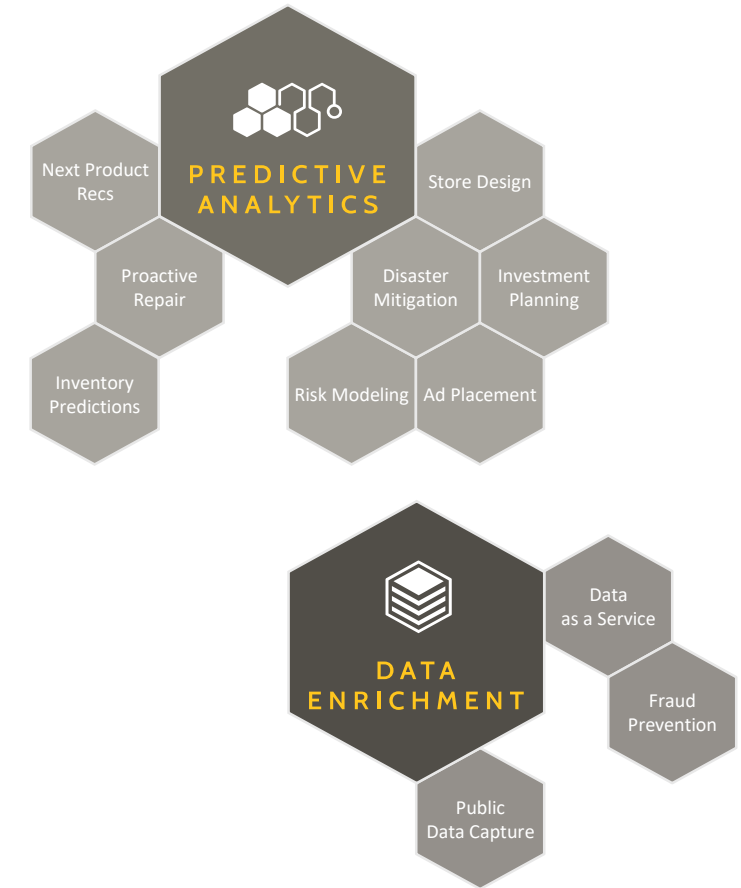 PREDICTIVE
ANALYTICS
Next Product
Recs
Proactive
Repair
Inventory
Predictions
Store Design
Disaster
Mitigation
Investment
Planning
Risk Modeling
Ad Placement
DATA
ENRICHMENT
Data
as a Service
Fraud
Prevention
Public
Data Capture